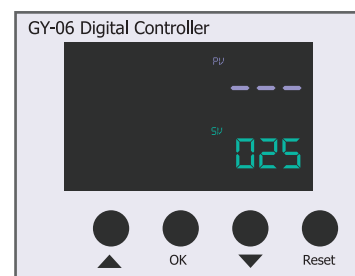 GY-06 Digital Controller
PV
---
SV
025
OK
Reset